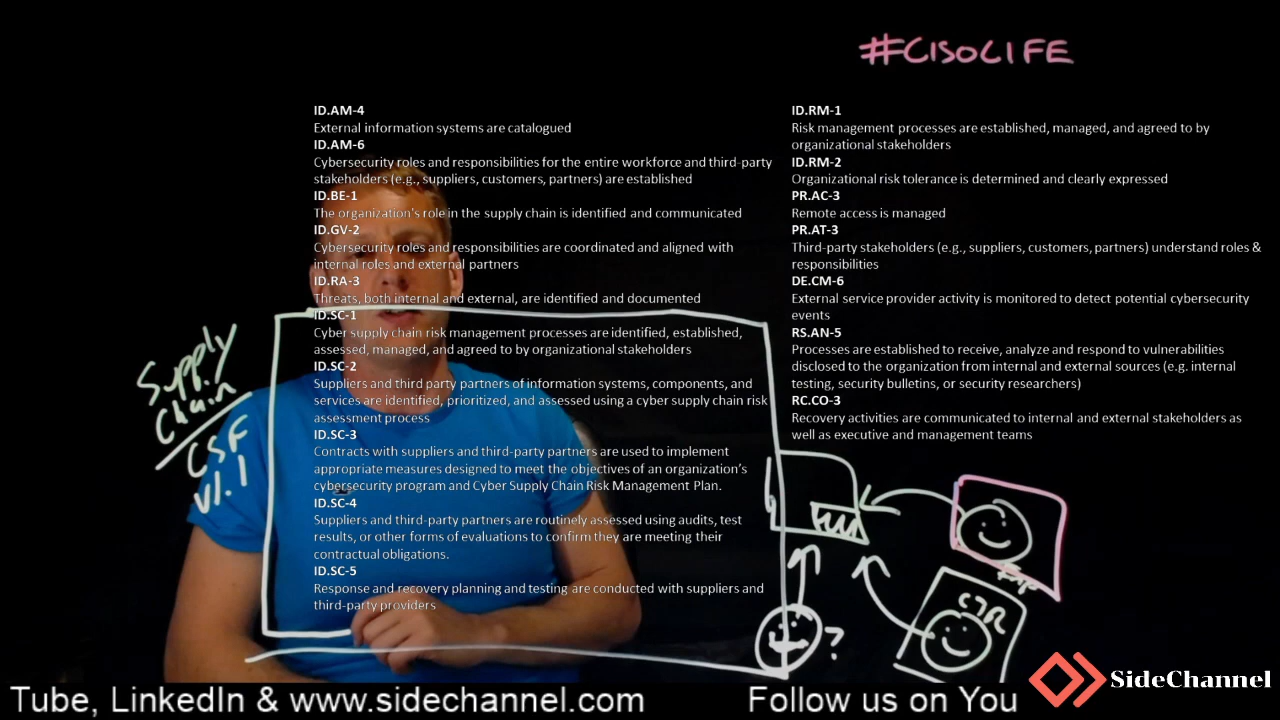 #CISOLIFE
ID.AM-4
External information systems are catalogued
ID.AM-6
Cybersecurity roles and responsibilities for the entire workforce and third-party
stakeholders (e.g., suppliers, customers, partners) are established
ID.BE-1
The organization's role in the supply chain is identified and communicated
ID.GV-2
Cybersecurity roles and responsibilities are coordinated and aligned with
internal roles and external partners
ID.RA-3
Threats, both internal and external, are identified and documented
ID.SC-1
Cyber supply chain risk management processes are identified, established,
assessed, managed, and agreed to by organizational stakeholders
ID.SC-2
Suppliers and third party partners of information systems, components, and
services are identified, prioritized, and assessed using a cyber supply chain risk
assessment process
ID.SC-3
Contracts with suppliers and third-party partners are used to implement
appropriate measures designed to meet the objectives of an organization's
cybersecurity program and Cyber Supply Chain Risk Management Plan.
ID.SC-4
Suppliers and third-party partners are routinely assessed using audits, test
results, or other forms of evaluations to confirm they are meeting their
contractual obligations.
ID.SC-5
Response and recovery planning and testing are conducted with suppliers and
third-party providers
ID.RM-1
Risk management processes are established, managed, and agreed to by
organizational stakeholders
ID.RM-2
Organizational risk tolerance is determined and clearly expressed
PR.AC-3
Remote access is managed
PR.AT-3
Third-party stakeholders (e.g., suppliers, customers, partners) understand roles &
responsibilities
DE.CM-6
External service provider activity is monitored to detect potential cybersecurity
events
RS.AN-5
Processes are established to receive, analyze and respond to vulnerabilities
disclosed to the organization from internal and external sources (e.g. internal
testing, security bulletins, or security researchers)
RC.CO-3
Recovery activities are communicated to internal and external stakeholders as
well as executive and management teams
Supply
Chain
CSF
v1.1
CTR
?
Tube, LinkedIn & www.sidechannel.com
Follow us on You
SideChannel